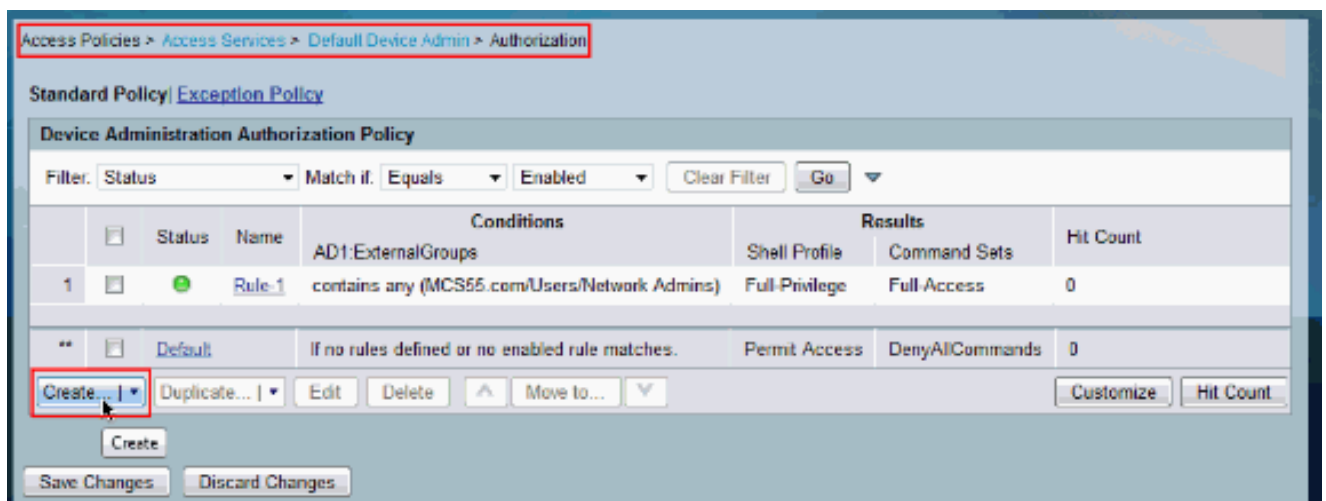 Access Policies > Access Services > Default Device Admin > Authorization
Standard Policy| Exception Policy
Device Administration Authorization Policy
Filter: Status Match if: Equals Enabled Clear Filter Go
Status Name Conditions Results Hit Count
AD1:ExternalGroups Shell Profile Command Sets
1 Rule-1 contains any (MCS55.com/Users/Network Admins) Full-Privilege Full-Access 0
** Default If no rules defined or no enabled rule matches. Permit Access DenyAllCommands 0
Create... | Duplicate... | Edit Delete Move to... Customize Hit Count
Create
Save Changes Discard Changes